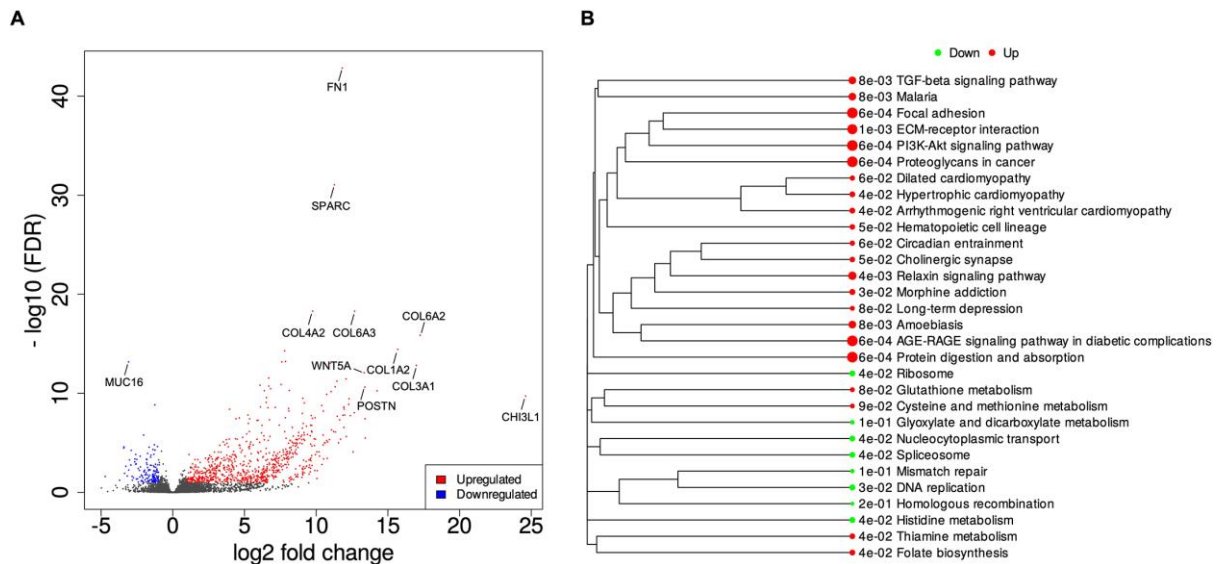 A
B
- log10 (FDR)
40
30
20
10
0
-5
0
5
10
15
20
25
log2 fold change
FN1
SPARC
COL4A2
COL6A3
COL6A2
MUC16
WNT5A
COL1A2
COL3A1
POSTN
CHI3L1
Upregulated
Downregulated
Down
Up
8e-03 TGF-beta signaling pathway
8e-03 Malaria
6e-04 Focal adhesion
1e-03 ECM-receptor interaction
6e-04 PI3K-Akt signaling pathway
6e-04 Proteoglycans in cancer
6e-02 Dilated cardiomyopathy
4e-02 Hypertrophic cardiomyopathy
4e-02 Arrhythmogenic right ventricular cardiomyopathy
5e-02 Hematopoietic cell lineage
6e-02 Circadian entrainment
5e-02 Cholinergic synapse
4e-03 Relaxin signaling pathway
3e-02 Morphine addiction
8e-02 Long-term depression
8e-03 Amoebiasis
6e-04 AGE-RAGE signaling pathway in diabetic complications
6e-04 Protein digestion and absorption
4e-02 Ribosome
8e-02 Glutathione metabolism
9e-02 Cysteine and methionine metabolism
1e-01 Glyoxylate and dicarboxylate metabolism
4e-02 Nucleocytoplasmic transport
4e-02 Spliceosome
1e-01 Mismatch repair
3e-02 DNA replication
2e-01 Homologous recombination
4e-02 Histidine metabolism
4e-02 Thiamine metabolism
4e-02 Folate biosynthesis